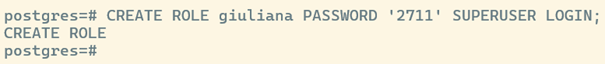 postgres=# CREATE ROLE giuliana PASSWORD '2711' SUPERUSER LOGIN;
CREATE ROLE
postgres=#